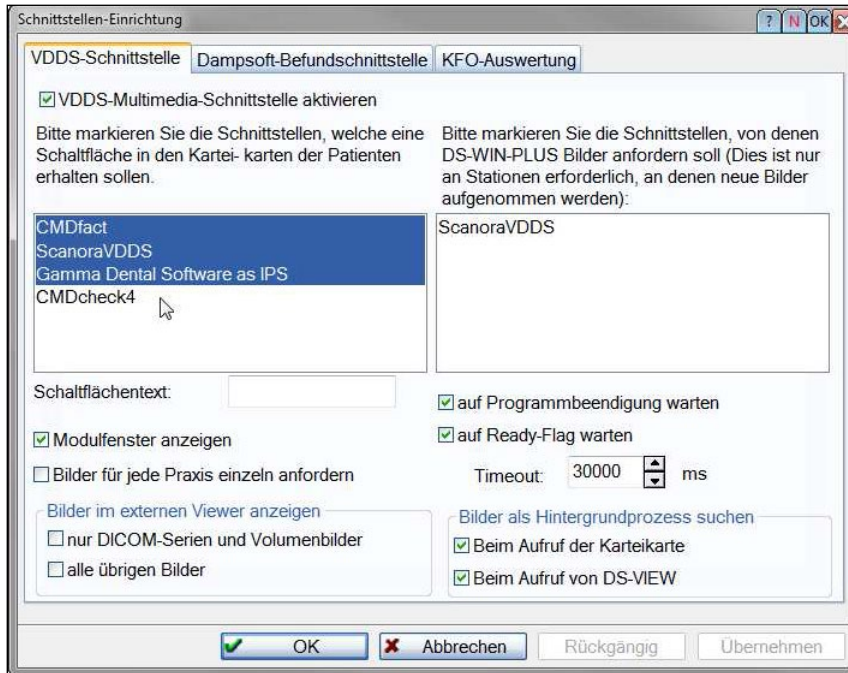 Schnittstellen-Einrichtung
? N OK
VDDS-Schnittstelle Dampsoft-Befundschnittstelle KFO-Auswertung
VDDS-Multimedia-Schnittstelle aktivieren
Bitte markieren Sie die Schnittstellen, welche eine
Schaltfläche in den Kartei- karten der Patienten
erhalten sollen.
CMDfact
ScanoraVDDS
Gamma Dental Software as IPS
CMDcheck4
Schaltflächentext:
Modulfenster anzeigen
Bilder für jede Praxis einzeln anfordern
Bilder im externen Viewer anzeigen
nur DICOM-Serien und Volumenbilder
alle übrigen Bilder
Bitte markieren Sie die Schnittstellen, von denen
DS-WIN-PLUS Bilder anfordern soll (Dies ist nur
an Stationen erforderlich, an denen neue Bilder
aufgenommen werden):
ScanoraVDDS
auf Programmbeendigung warten
auf Ready-Flag warten
Timeout: 30000 ms
Bilder als Hintergrundprozess suchen
Beim Aufruf der Karteikarte
Beim Aufruf von DS-VIEW
OK Abbrechen Rückgängig Übernehmen